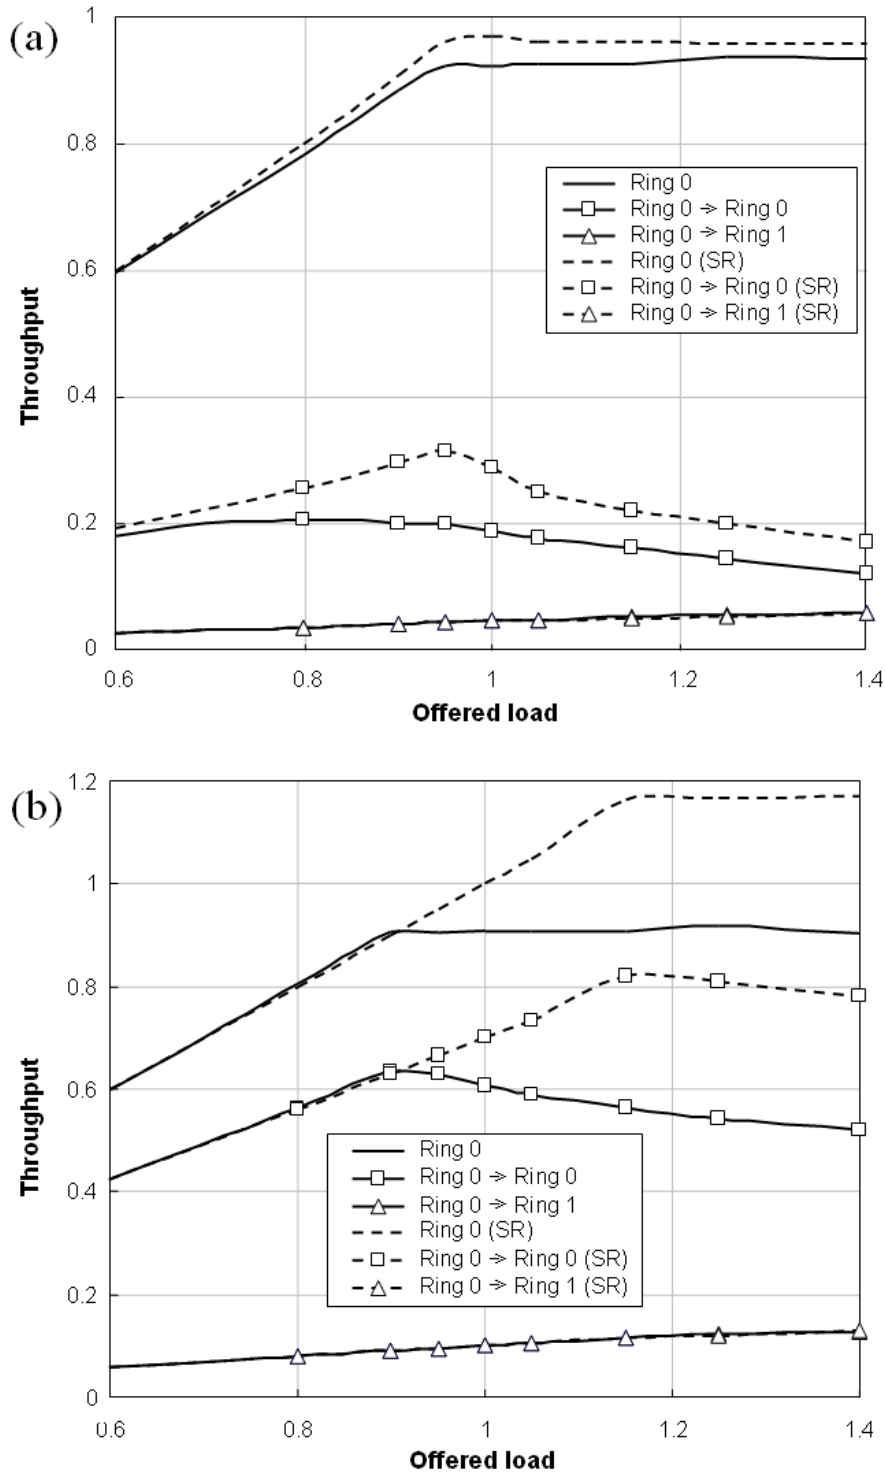 (a)
1
0.8
0.6
0.4
0.2
0
Throughput
Ring 0
Ring 0 → Ring 0
Ring 0 → Ring 1
Ring 0 (SR)
Ring 0 → Ring 0 (SR)
Ring 0 → Ring 1 (SR)
0.6 0.8 1 1.2 1.4
Offered load
(b)
1.2
1
0.8
0.6
0.4
0.2
0
Throughput
Ring 0
Ring 0 → Ring 0
Ring 0 → Ring 1
Ring 0 (SR)
Ring 0 → Ring 0 (SR)
Ring 0 → Ring 1 (SR)
0.6 0.8 1 1.2 1.4
Offered load